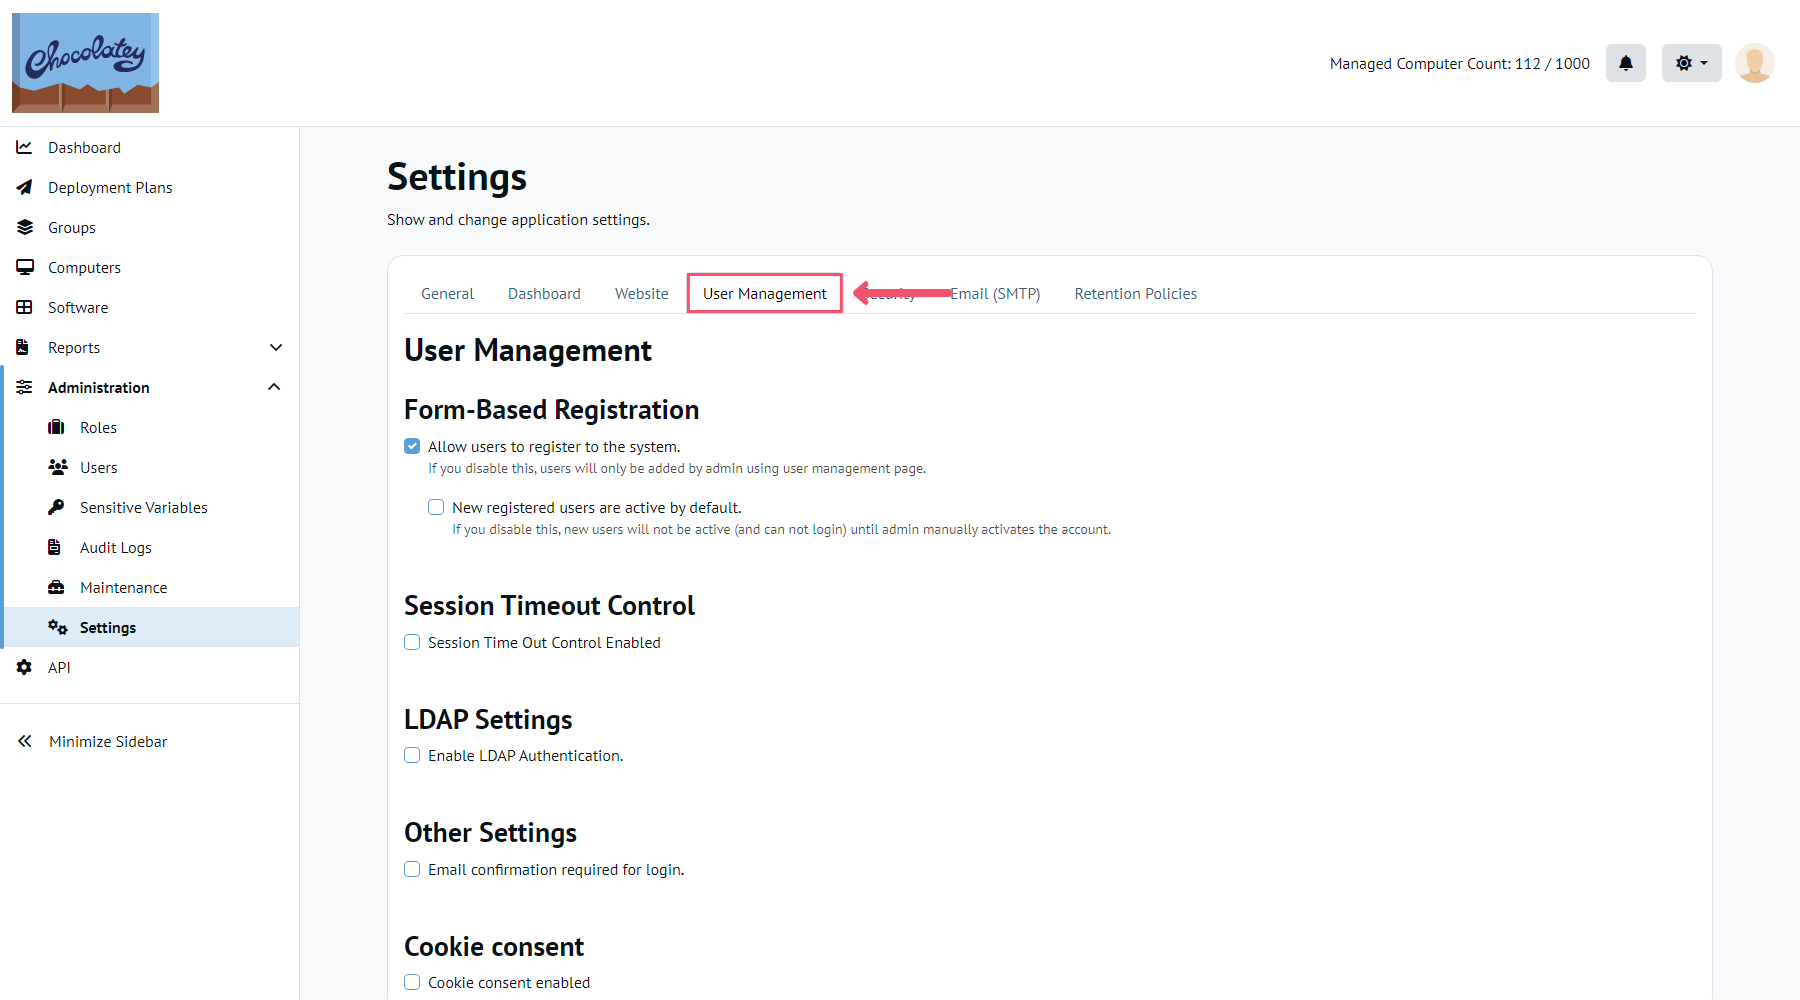 Chocolatey
Managed Computer Count: 112 / 1000
Dashboard
Deployment Plans
Groups
Computers
Software
Reports
Administration
Roles
Users
Sensitive Variables
Audit Logs
Maintenance
Settings
API
Minimize Sidebar
Settings
Show and change application settings.
General Dashboard Website User Management Security Email (SMTP) Retention Policies
User Management
Form-Based Registration
Allow users to register to the system.
If you disable this, users will only be added by admin using user management page.
New registered users are active by default.
If you disable this, new users will not be active (and can not login) until admin manually activates the account.
Session Timeout Control
Session Time Out Control Enabled
LDAP Settings
Enable LDAP Authentication.
Other Settings
Email confirmation required for login.
Cookie consent
Cookie consent enabled